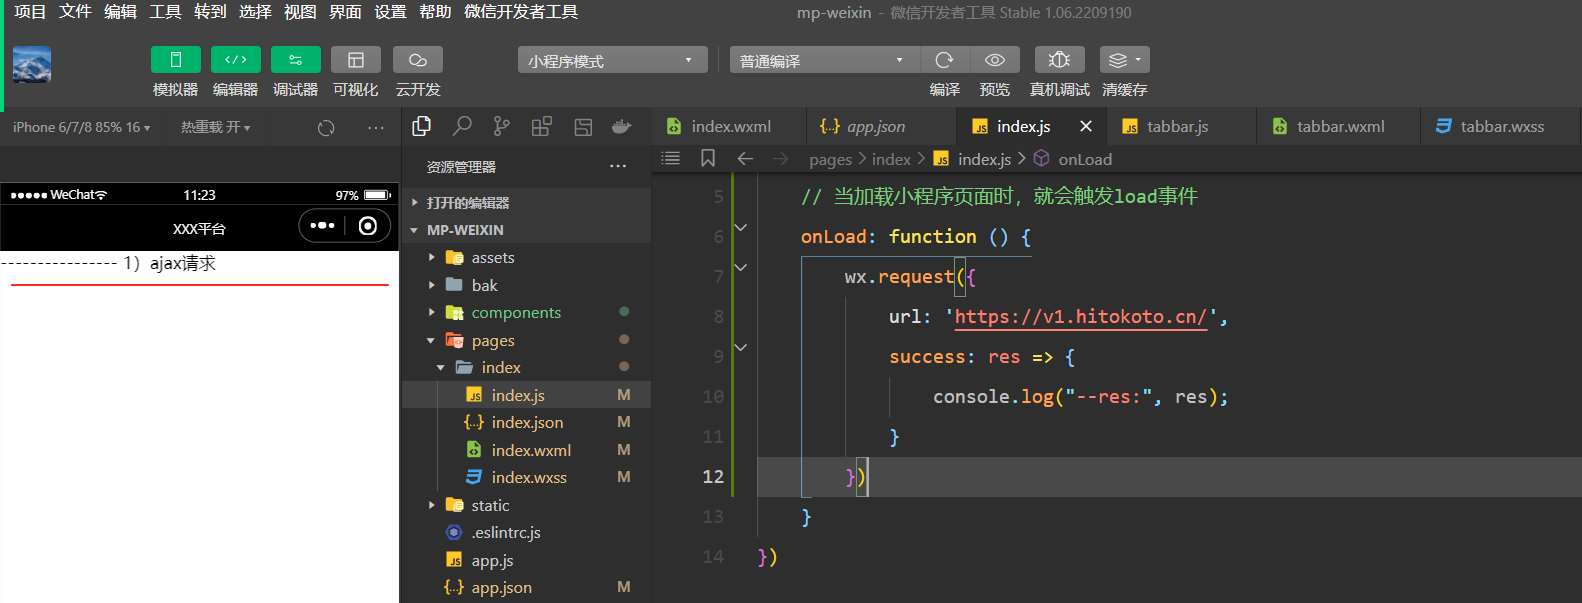 项目 文件 编辑 工具 转到 选择 视图 界面 设置 帮助 微信开发者工具
mp-weixin - 微信开发者工具 Stable 1.06.2209190
小程序模式
普通编译
模拟器 编辑器 调试器 可视化 云开发
编译 预览 真机调试 清缓存
iPhone 6/7/8 85% 16
热重载 开
WeChat
11:23
97%
XXX平台
---------------- 1）ajax请求
资源管理器
打开的编辑器
MP-WEIXIN
assets
bak
components
pages
index
index.js M
index.json M
index.wxml M
index.wxss M
static
.eslintrc.js
app.js
app.json M
index.wxml
app.json
index.js
tabbar.js
tabbar.wxml
tabbar.wxss
pages > index > index.js > onLoad
5 // 当加载小程序页面时，就会触发load事件
6 onLoad: function () {
7 wx.request({
8 url: 'https://v1.hitokoto.cn/',
9 success: res => {
10 console.log("--res:", res);
11 }
12 })
13 }
14 })